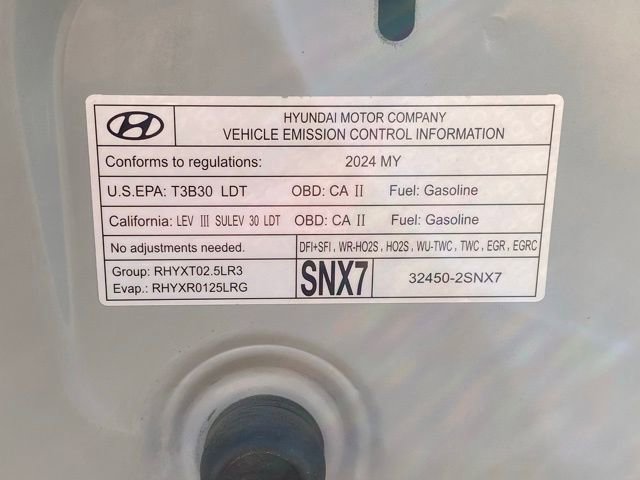 HYUNDAI MOTOR COMPANY
VEHICLE EMISSION CONTROL INFORMATION
Conforms to regulations: 2024 MY
U.S.EPA: T3B30 LDT OBD: CA II Fuel: Gasoline
California: LEV III SULEV 30 LDT OBD: CA II Fuel: Gasoline
No adjustments needed. DFI+SFI, WR-HO2S, HO2S, WU-TWC, TWC, EGR, EGRC
Group: RHYXT02.5LR3
Evap.: RHYXR0125LRG
SNX7
32450-2SNX7